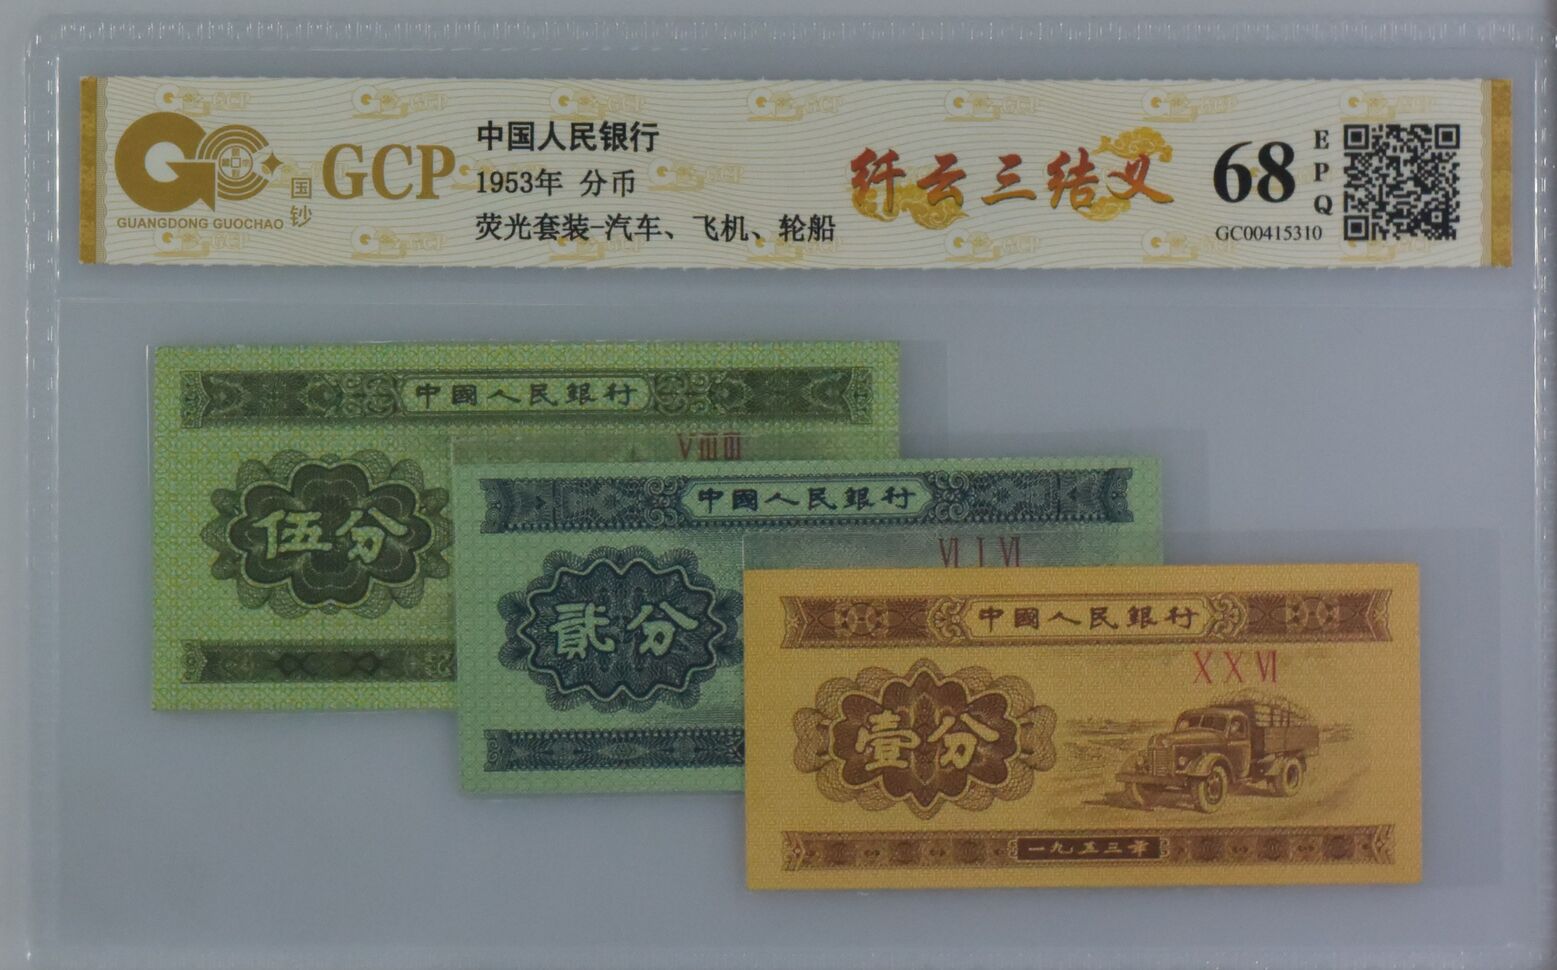 GUANGDONG GUOCHAO
国钞
GCP
中国人民银行
1953年 分币
荧光套装-汽车、飞机、轮船
纤云三结义
68
EPQ
GC00415310
中國人民銀行
VⅢⅢ
伍分
中國人民銀行
Ⅵ Ⅰ Ⅵ
貳分
中國人民銀行
Ⅹ Ⅹ Ⅵ
壹分
一九五三年